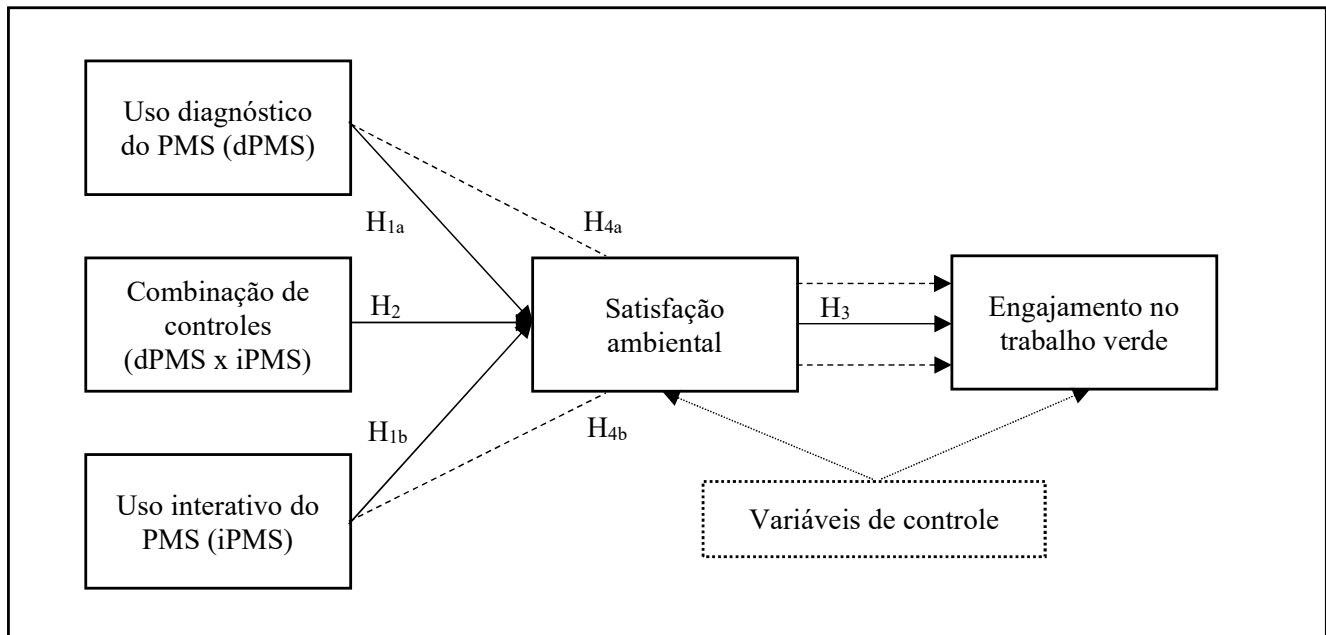 Uso diagnóstico
do PMS (dPMS)
H1a
H4a
Combinação de
controles
(dPMS x iPMS)
H2
Satisfação
ambiental
H3
Engajamento no
trabalho verde
H1b
H4b
Uso interativo do
PMS (iPMS)
Variáveis de controle